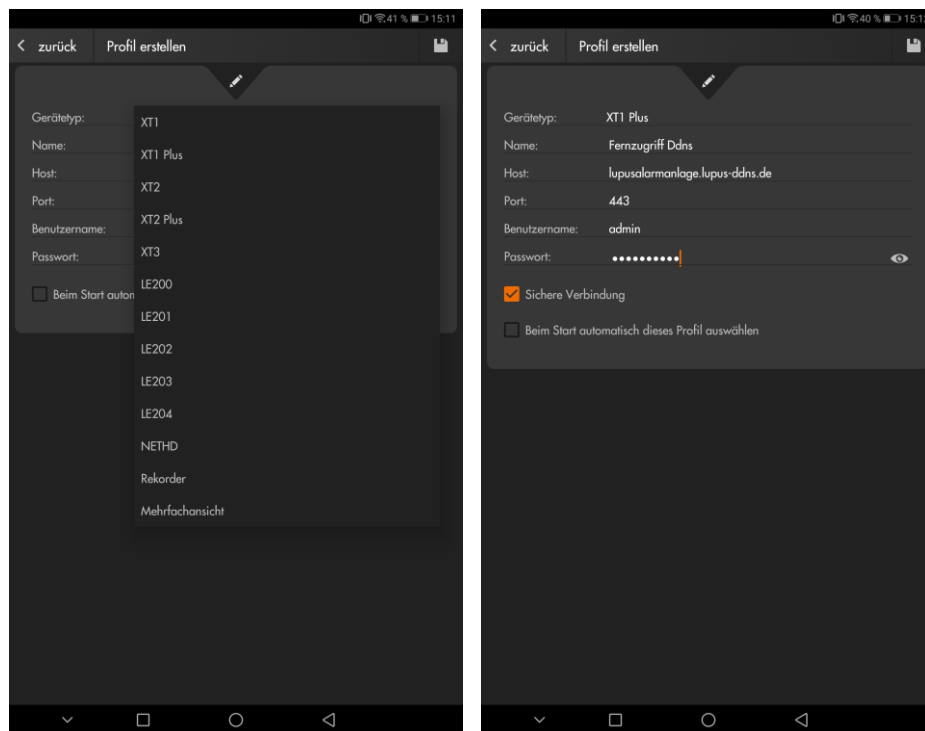 41 % 15:11
zurück Profil erstellen
Gerätetyp:
Name:
Host:
Port:
Benutzername:
Passwort:
Beim Start auton
XT1
XT1 Plus
XT2
XT2 Plus
XT3
LE200
LE201
LE202
LE203
LE204
NETHD
Rekorder
Mehrfachansicht
40 % 15:12
zurück Profil erstellen
Gerätetyp: XT1 Plus
Name: Fernzugriff Ddns
Host: lupusalarmanlage.lupus-ddns.de
Port: 443
Benutzername: admin
Passwort: ••••••••••
Sichere Verbindung
Beim Start automatisch dieses Profil auswählen